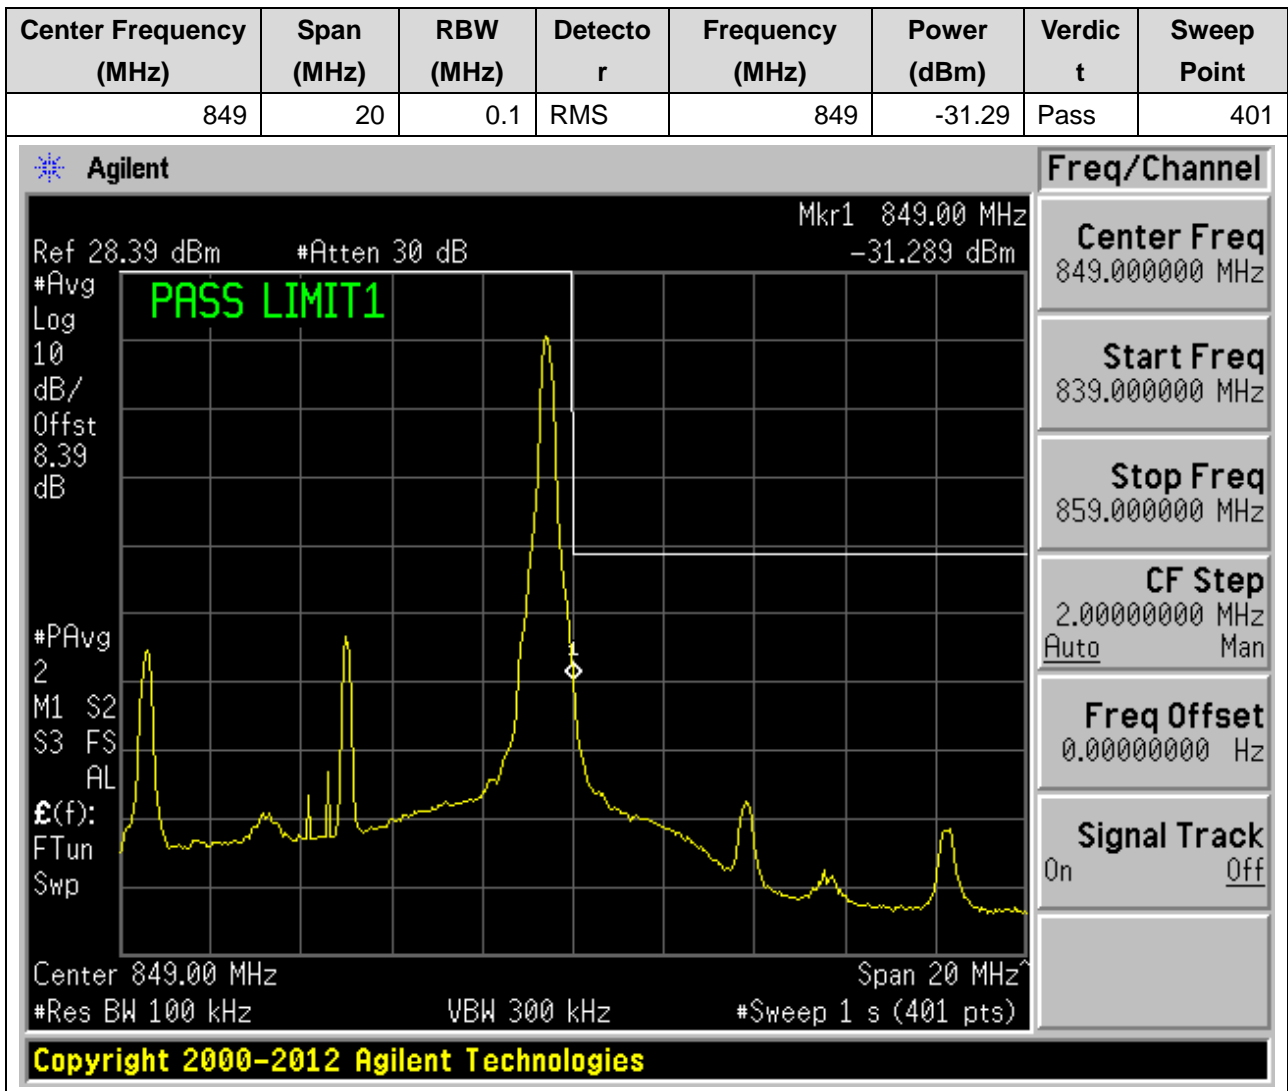 Center Frequency (MHz) Span (MHz) RBW (MHz) Detecto r Frequency (MHz) Power (dBm) Verdic t Sweep Point
849 20 0.1 RMS 849 -31.29 Pass 401
Agilent
Freq/Channel
Mkr1 849.00 MHz
Ref 28.39 dBm #Atten 30 dB -31.289 dBm
#Avg
Log
10
dB/
Offst
8.39
dB
PASS LIMIT1
1
#PAvg
2
M1 S2
S3 FS
AL
£(f):
FTun
Swp
Center 849.00 MHz Span 20 MHz^
#Res BW 100 kHz VBW 300 kHz #Sweep 1 s (401 pts)
Center Freq
849.000000 MHz
Start Freq
839.000000 MHz
Stop Freq
859.000000 MHz
CF Step
2.00000000 MHz
Auto Man
Freq Offset
0.00000000 Hz
Signal Track
On Off
Copyright 2000-2012 Agilent Technologies